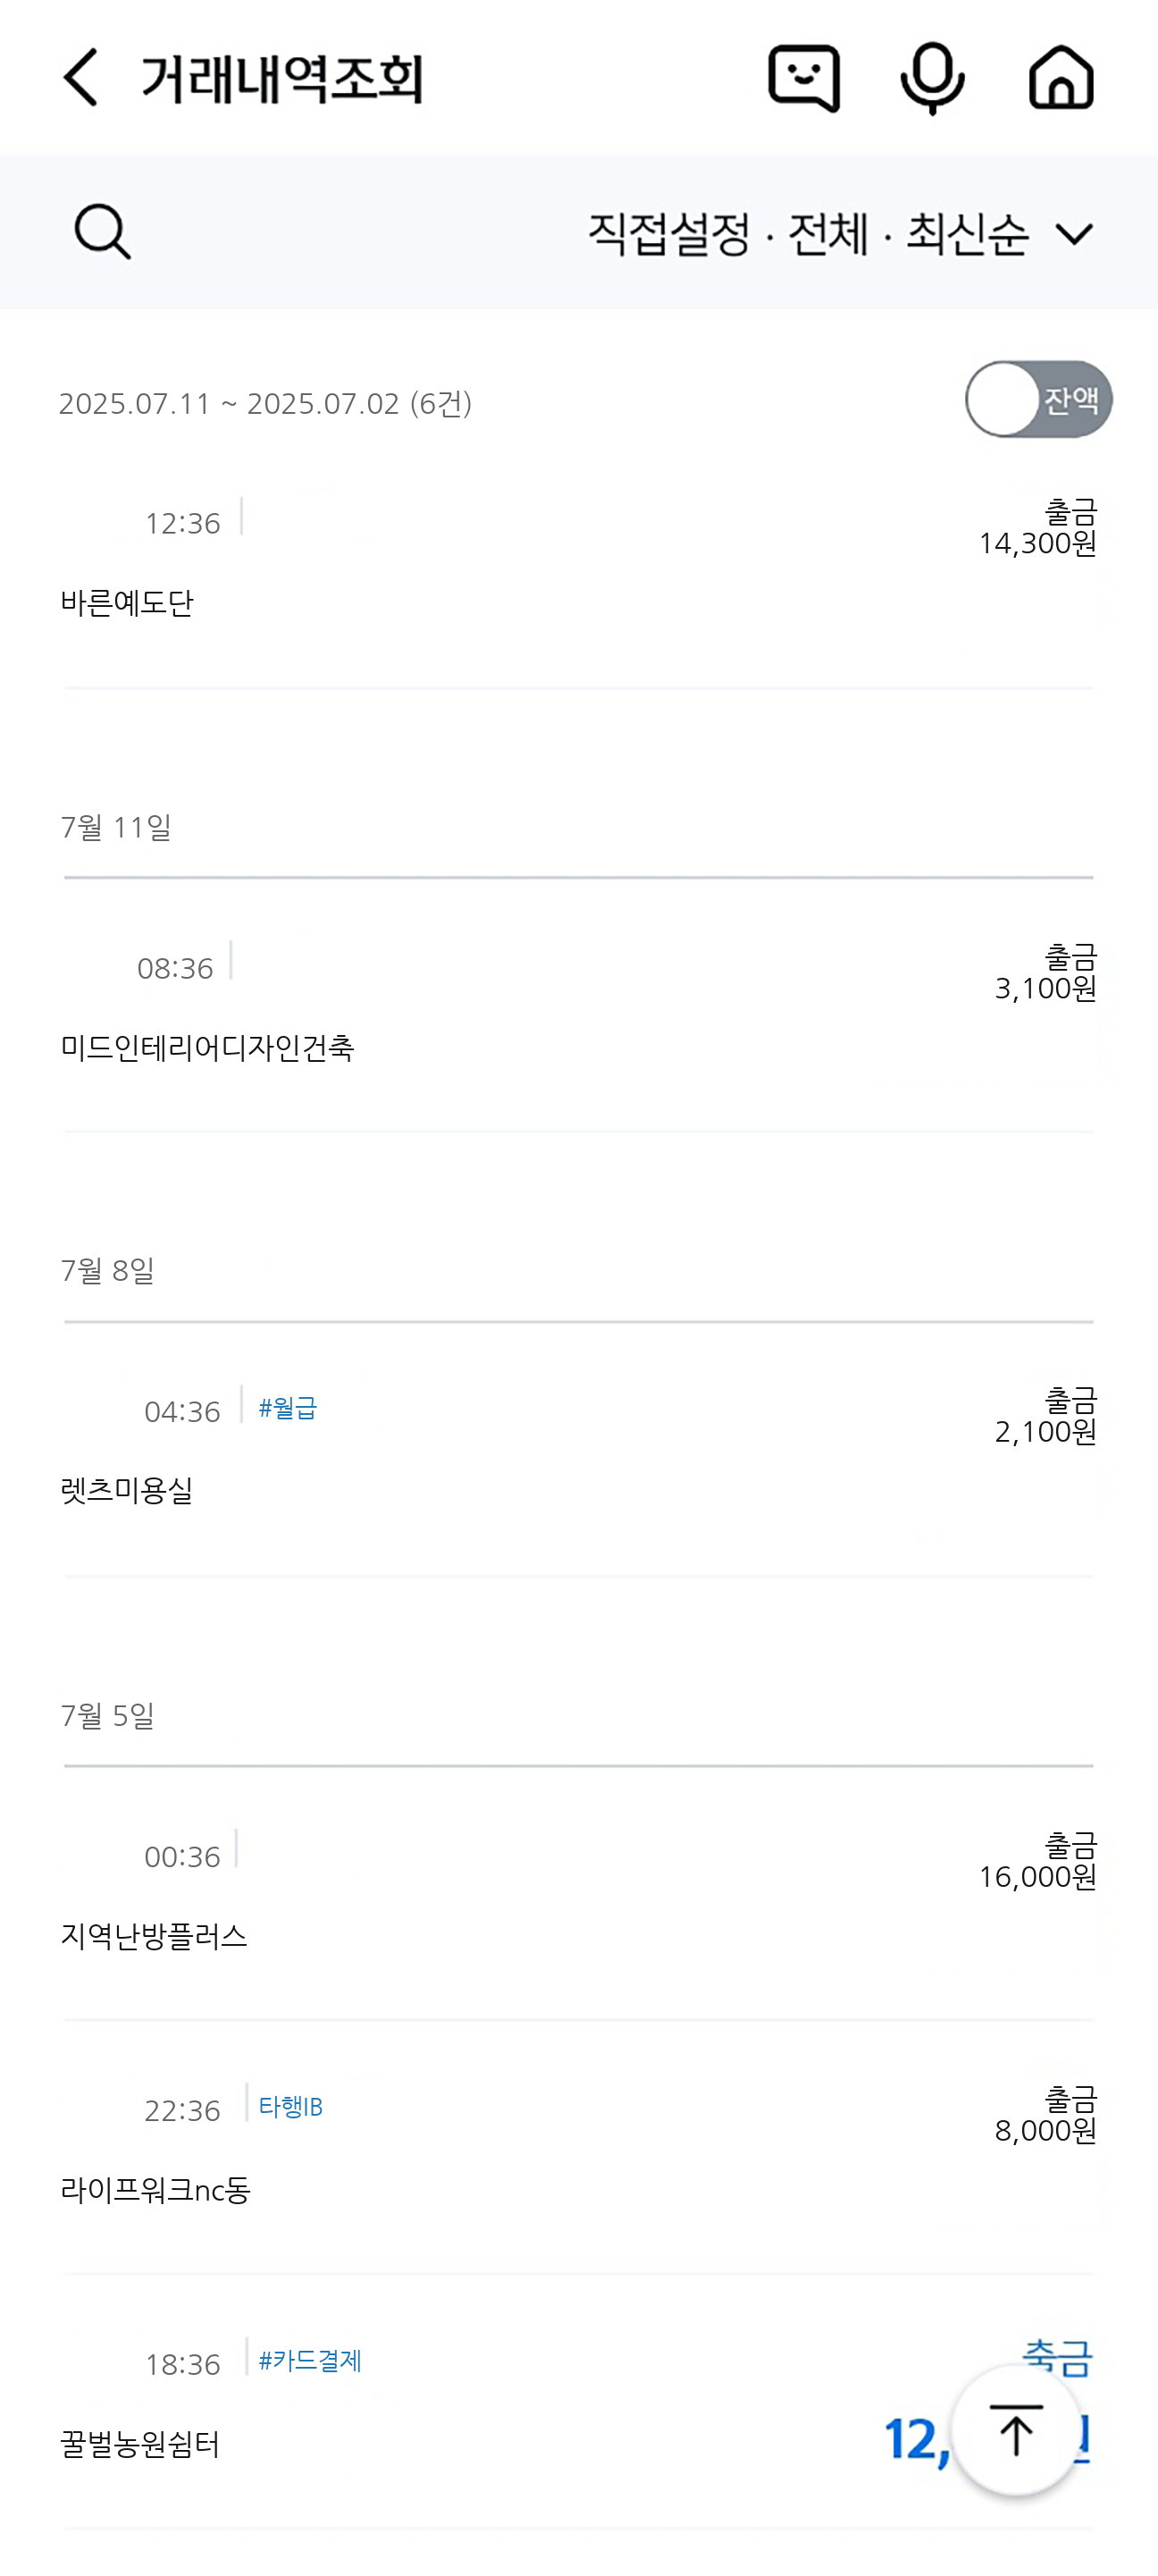 거래내역조회
직접설정 · 전체 · 최신순
2025.07.11 ~ 2025.07.02 (6건)
잔액
12:36
출금
14,300원
바른예도단
7월 11일
08:36
출금
3,100원
미드인테리어디자인건축
7월 8일
04:36
#월급
출금
2,100원
렛츠미용실
7월 5일
00:36
출금
16,000원
지역난방플러스
22:36
타행IB
출금
8,000원
라이프워크nc동
18:36
#카드결제
꿀벌농원쉼터
12,